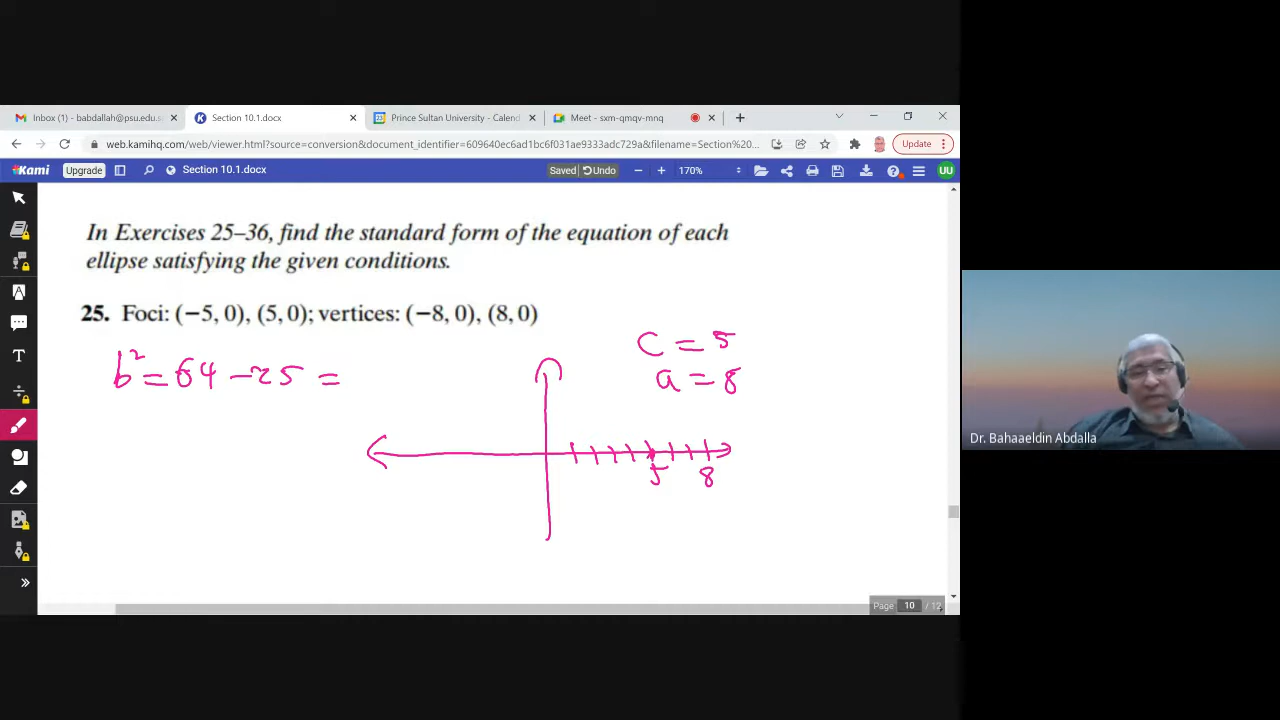 Inbox (1) - babdallah@psu.edu.s
Section 10.1.docx
Prince Sultan University - Calend
Meet - sxm-qmqv-mnq
web.kamihq.com/web/viewer.html?source=conversion&document_identifier=609640ec6ad1bc6f031ae9333adc729a&filename=Section%20...
Update
Kami
Upgrade
Section 10.1.docx
Saved Undo
170%
UU
In Exercises 25–36, find the standard form of the equation of each
ellipse satisfying the given conditions.
25. Foci: (−5, 0), (5, 0); vertices: (−8, 0), (8, 0)
c = 5
b² = 64 - 25 =
a = 8
5 8
Dr. Bahaaeldin Abdalla
Page 10 / 12